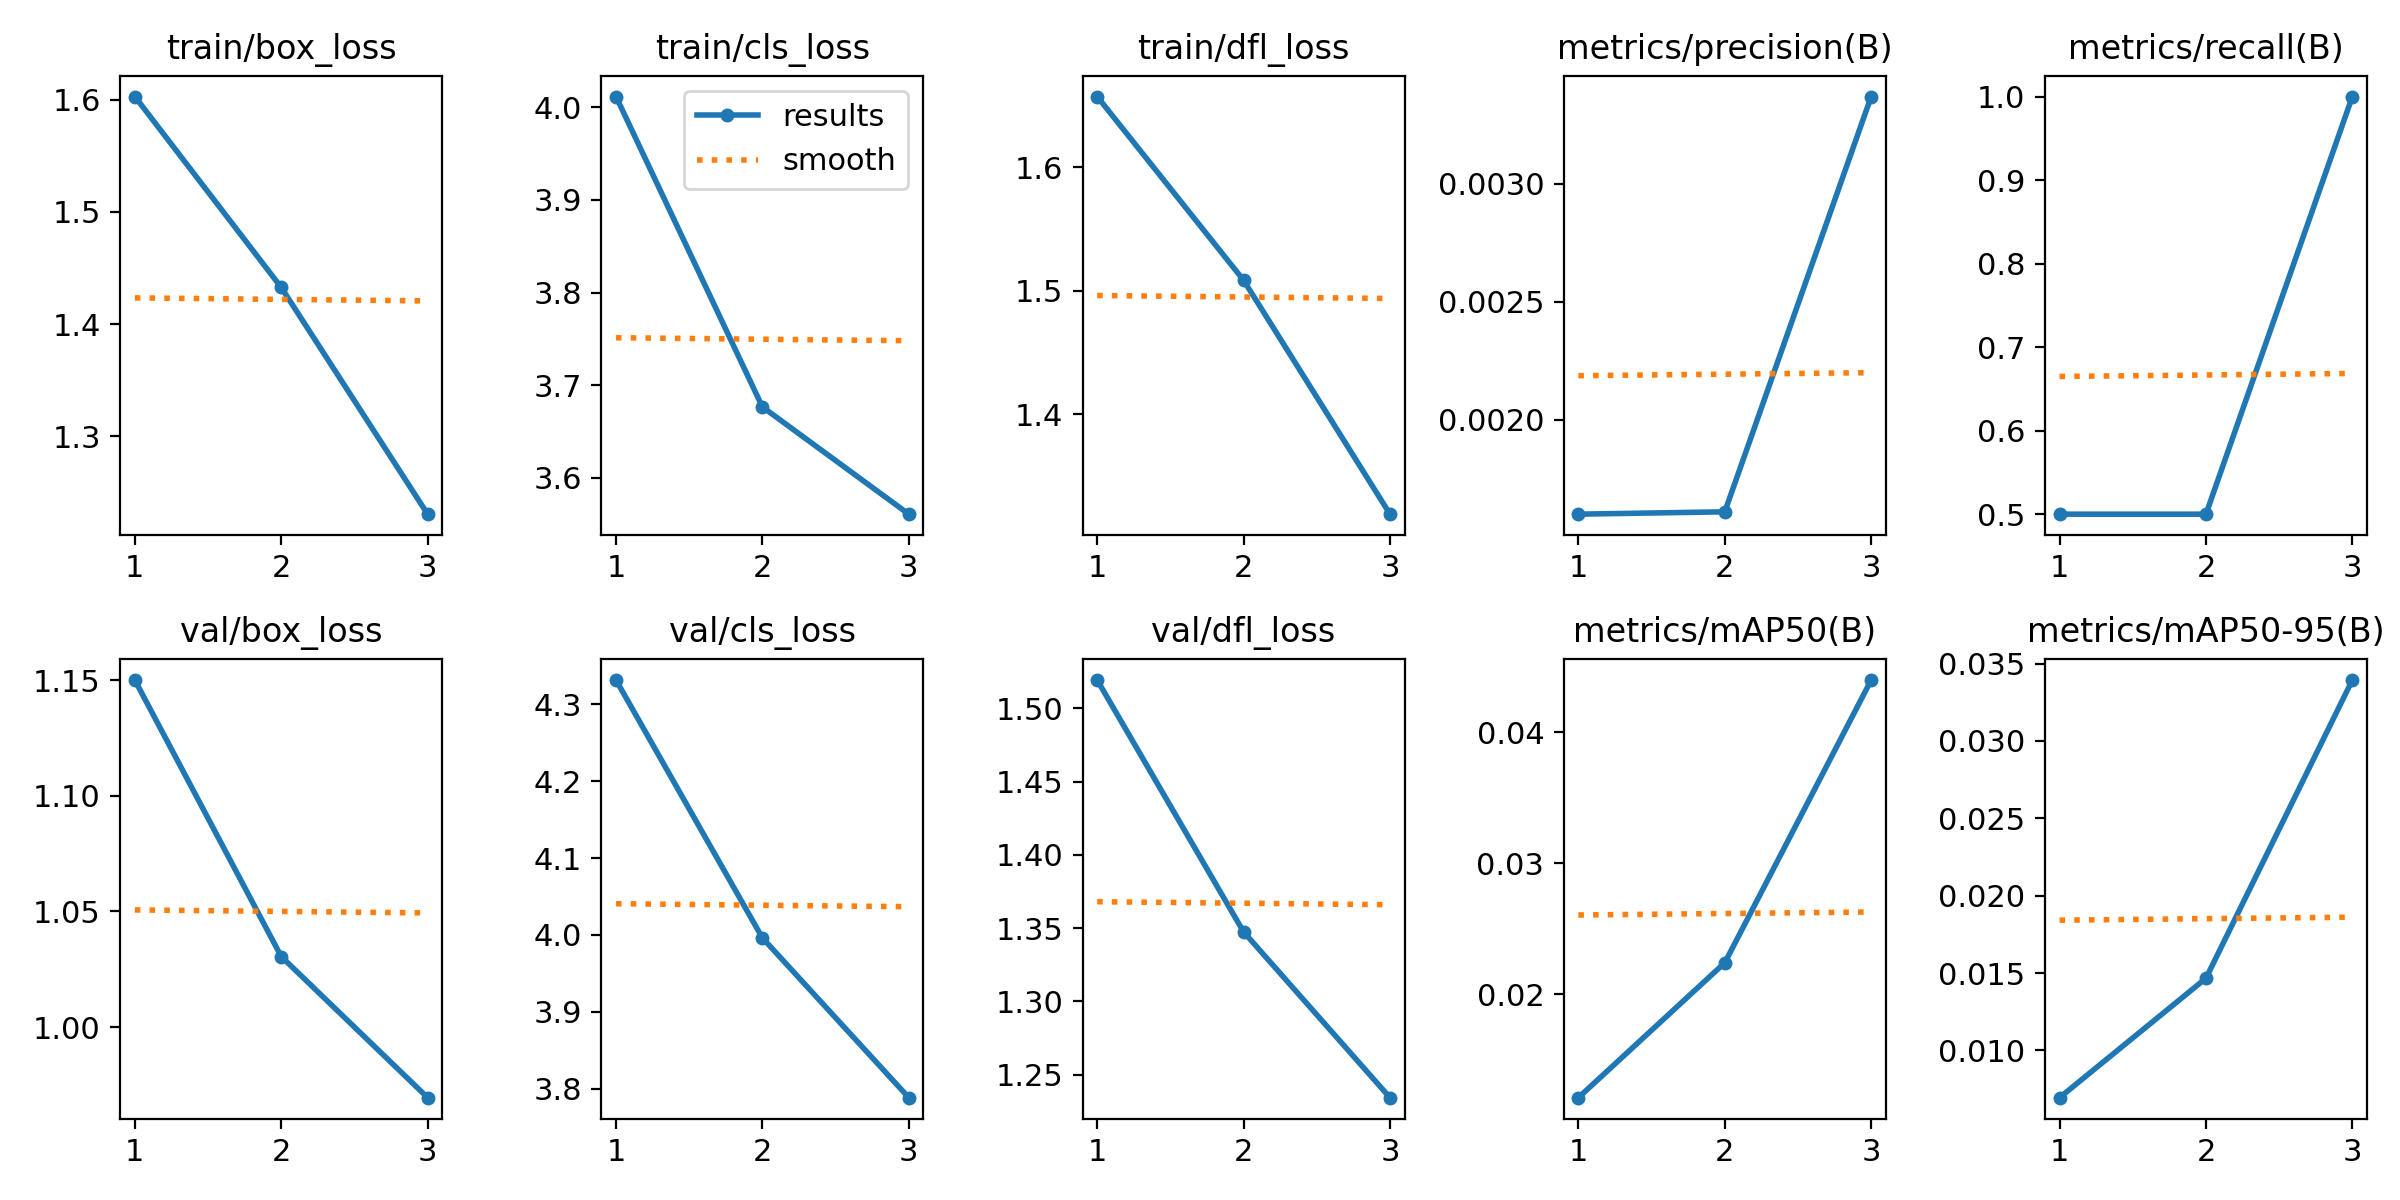 train/box_loss
1.6
1.5
1.4
1.3
1 2 3
train/cls_loss
results
smooth
4.0
3.9
3.8
3.7
3.6
1 2 3
train/dfl_loss
1.6
1.5
1.4
1 2 3
metrics/precision(B)
0.0030
0.0025
0.0020
1 2 3
metrics/recall(B)
1.0
0.9
0.8
0.7
0.6
0.5
1 2 3
val/box_loss
1.15
1.10
1.05
1.00
1 2 3
val/cls_loss
4.3
4.2
4.1
4.0
3.9
3.8
1 2 3
val/dfl_loss
1.50
1.45
1.40
1.35
1.30
1.25
1 2 3
metrics/mAP50(B)
0.04
0.03
0.02
1 2 3
metrics/mAP50-95(B)
0.035
0.030
0.025
0.020
0.015
0.010
1 2 3